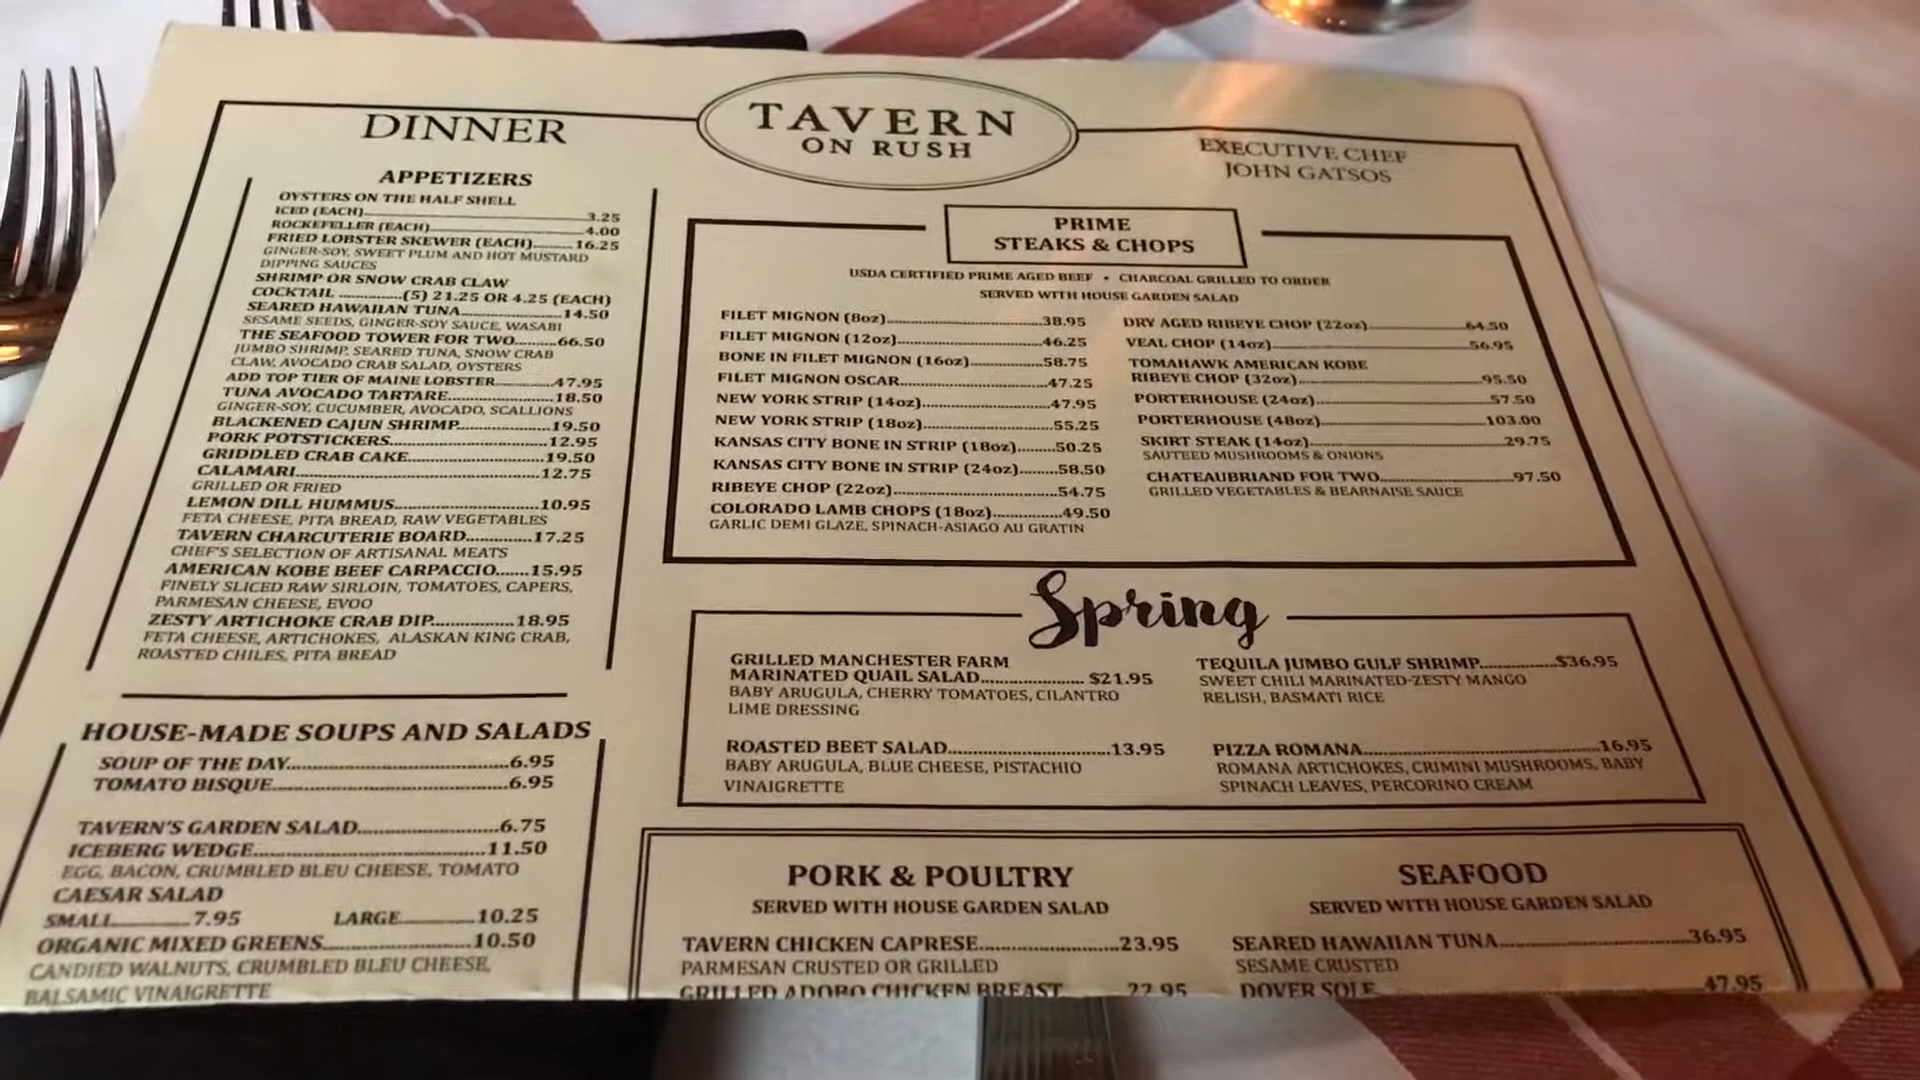 DINNER
TAVERN
ON RUSH
EXECUTIVE CHEF
JOHN GATSOS
APPETIZERS
OYSTERS ON THE HALF SHELL
ICED (EACH)..........3.25
ROCKEFELLER (EACH)..........4.00
FRIED LOBSTER SKEWER (EACH)..........16.25
GINGER-SOY, SWEET PLUM AND HOT MUSTARD
DIPPING SAUCES
SHRIMP OR SNOW CRAB CLAW
COCKTAIL ..........(5) 21.25 OR 4.25 (EACH)
SEARED HAWAIIAN TUNA..........14.50
SESAME SEEDS, GINGER-SOY SAUCE, WASABI
THE SEAFOOD TOWER FOR TWO..........66.50
JUMBO SHRIMP, SEARED TUNA, SNOW CRAB
CLAW, AVOCADO CRAB SALAD, OYSTERS
ADD TOP TIER OF MAINE LOBSTER..........47.95
TUNA AVOCADO TARTARE..........18.50
GINGER-SOY, CUCUMBER, AVOCADO, SCALLIONS
BLACKENED CAJUN SHRIMP..........19.50
PORK POTSTICKERS..........12.95
GRIDDLED CRAB CAKE..........19.50
CALAMARI..........12.75
GRILLED OR FRIED
LEMON DILL HUMMUS..........10.95
FETA CHEESE, PITA BREAD, RAW VEGETABLES
TAVERN CHARCUTERIE BOARD..........17.25
CHEF'S SELECTION OF ARTISANAL MEATS
AMERICAN KOBE BEEF CARPACCIO.......15.95
FINELY SLICED RAW SIRLOIN, TOMATOES, CAPERS,
PARMESAN CHEESE, EVOO
ZESTY ARTICHOKE CRAB DIP..........18.95
FETA CHEESE, ARTICHOKES, ALASKAN KING CRAB,
ROASTED CHILES, PITA BREAD
HOUSE-MADE SOUPS AND SALADS
SOUP OF THE DAY..........6.95
TOMATO BISQUE..........6.95
TAVERN'S GARDEN SALAD..........6.75
ICEBERG WEDGE..........11.50
EGG, BACON, CRUMBLED BLEU CHEESE, TOMATO
CAESAR SALAD
SMALL..........7.95 LARGE..........10.25
ORGANIC MIXED GREENS..........10.50
CANDIED WALNUTS, CRUMBLED BLEU CHEESE,
BALSAMIC VINAIGRETTE
PRIME
STEAKS & CHOPS
USDA CERTIFIED PRIME AGED BEEF • CHARCOAL GRILLED TO ORDER
SERVED WITH HOUSE GARDEN SALAD
FILET MIGNON (8oz)..........38.95
FILET MIGNON (12oz)..........46.25
BONE IN FILET MIGNON (16oz)..........58.75
FILET MIGNON OSCAR..........47.25
NEW YORK STRIP (14oz)..........47.95
NEW YORK STRIP (18oz)..........55.25
KANSAS CITY BONE IN STRIP (18oz)..........50.25
KANSAS CITY BONE IN STRIP (24oz)........58.50
RIBEYE CHOP (22oz)..........54.75
COLORADO LAMB CHOPS (18oz)..........49.50
GARLIC DEMI GLAZE, SPINACH-ASIAGO AU GRATIN
DRY AGED RIBEYE CHOP (22oz)..........64.50
VEAL CHOP (14oz)..........56.95
TOMAHAWK AMERICAN KOBE
RIBEYE CHOP (32oz)..........95.50
PORTERHOUSE (24oz)..........57.50
PORTERHOUSE (48oz)..........103.00
SKIRT STEAK (14oz)..........29.75
SAUTEED MUSHROOMS & ONIONS
CHATEAUBRIAND FOR TWO..........97.50
GRILLED VEGETABLES & BEARNAISE SAUCE
Spring
GRILLED MANCHESTER FARM
MARINATED QUAIL SALAD.......... $21.95
BABY ARUGULA, CHERRY TOMATOES, CILANTRO
LIME DRESSING
ROASTED BEET SALAD..........13.95
BABY ARUGULA, BLUE CHEESE, PISTACHIO
VINAIGRETTE
TEQUILA JUMBO GULF SHRIMP..........$36.95
SWEET CHILI MARINATED-ZESTY MANGO
RELISH, BASMATI RICE
PIZZA ROMANA..........16.95
ROMANA ARTICHOKES, CRIMINI MUSHROOMS, BABY
SPINACH LEAVES, PERCORINO CREAM
PORK & POULTRY
SERVED WITH HOUSE GARDEN SALAD
TAVERN CHICKEN CAPRESE..........23.95
PARMESAN CRUSTED OR GRILLED
GRILLED ADOBO CHICKEN BREAST 22.95
SEAFOOD
SERVED WITH HOUSE GARDEN SALAD
SEARED HAWAIIAN TUNA..........36.95
SESAME CRUSTED
DOVER SOLE 47.95